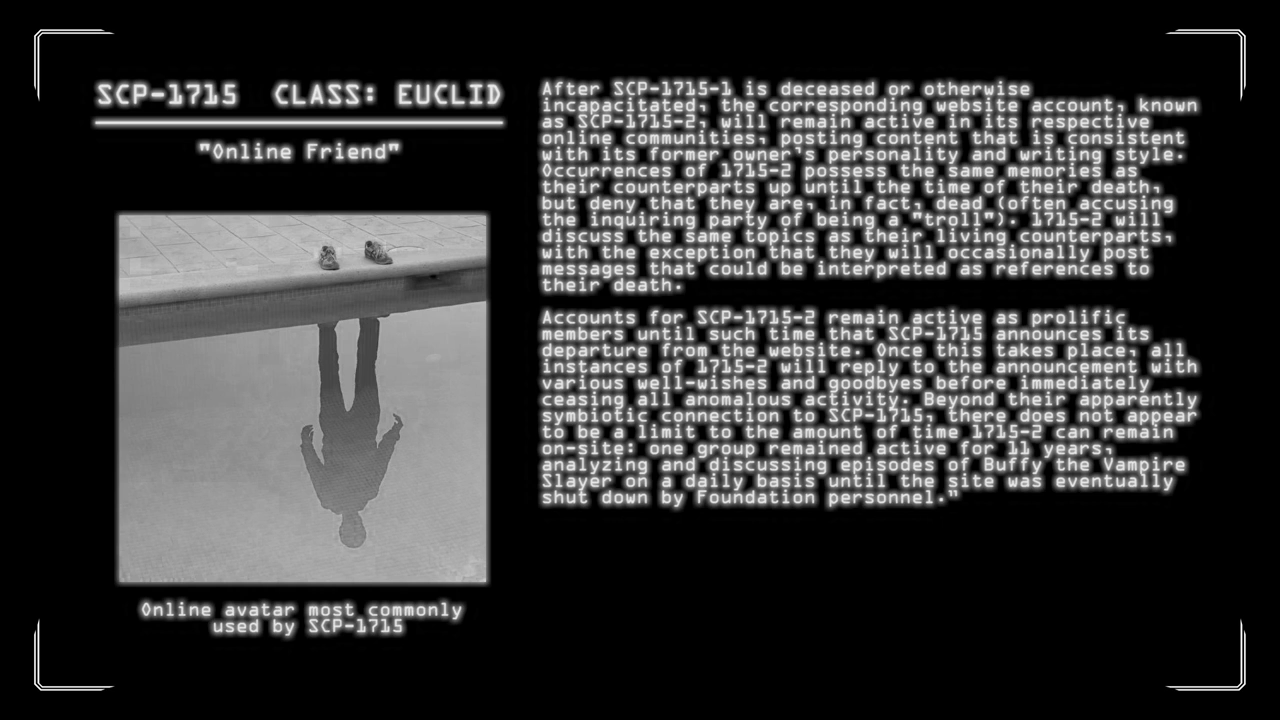 SCP-1715 CLASS: EUCLID
"Online Friend"
Online avatar most commonly
used by SCP-1715
After SCP-1715-1 is deceased or otherwise
incapacitated, the corresponding website account, known
as SCP-1715-2, will remain active in its respective
online communities, posting content that is consistent
with its former owner's personality and writing style.
Occurrences of 1715-2 possess the same memories as
their counterparts up until the time of their death,
but deny that they are, in fact, dead (often accusing
the inquiring party of being a "troll"). 1715-2 will
discuss the same topics as their living counterparts,
with the exception that they will occasionally post
messages that could be interpreted as references to
their death.
Accounts for SCP-1715-2 remain active as prolific
members until such time that SCP-1715 announces its
departure from the website. Once this takes place, all
instances of 1715-2 will reply to the announcement with
various well-wishes and goodbyes before immediately
ceasing all anomalous activity. Beyond their apparently
symbiotic connection to SCP-1715, there does not appear
to be a limit to the amount of time 1715-2 can remain
on-site: one group remained active for 11 years,
analyzing and discussing episodes of Buffy the Vampire
Slayer on a daily basis until the site was eventually
shut down by Foundation personnel."